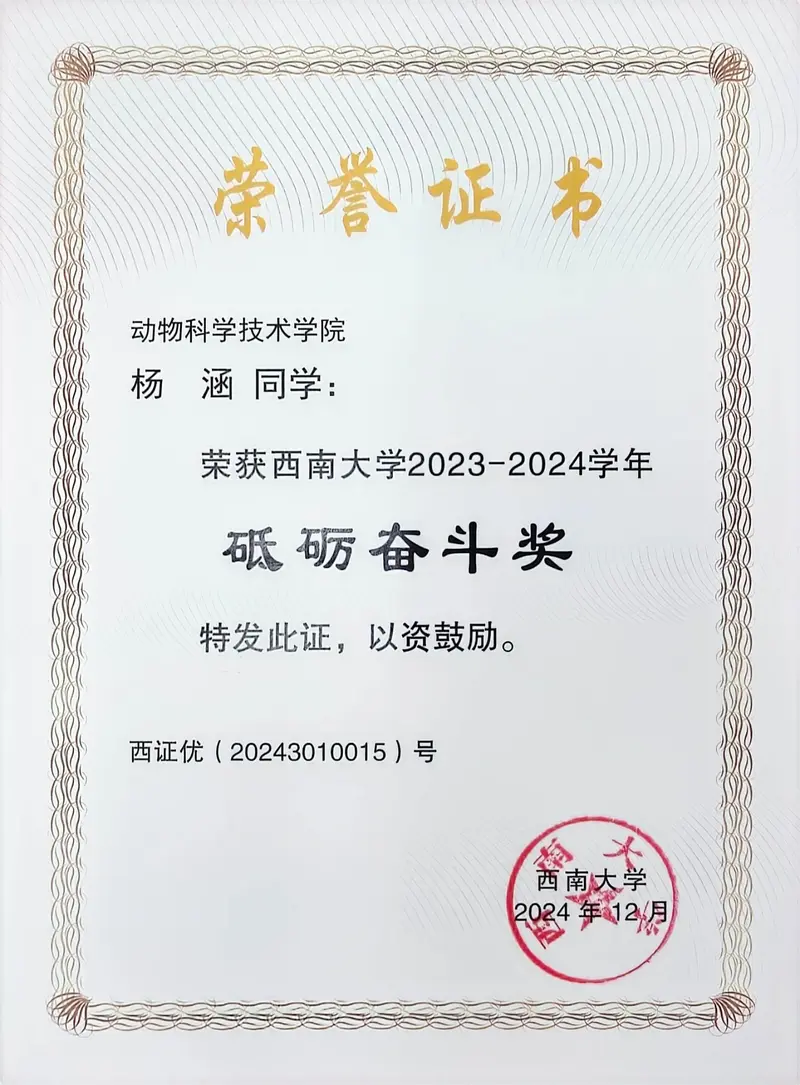 荣誉证书
动物科学技术学院
杨 涵 同学：
荣获西南大学2023-2024学年
砥砺奋斗奖
特发此证，以资鼓励。
西证优（20243010015）号
西南大学
西南大学
2024 年 12 月